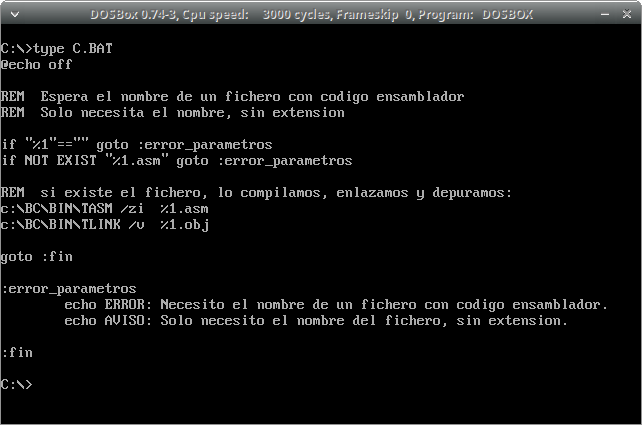 DOSBox 0.74-3, Cpu speed:    3000 cycles, Frameskip  0, Program:   DOSBOX
C:\>type C.BAT
@echo off
REM  Espera el nombre de un fichero con codigo ensamblador
REM  Solo necesita el nombre, sin extension
if "%1"=="" goto :error_parametros
if NOT EXIST "%1.asm" goto :error_parametros
REM  si existe el fichero, lo compilamos, enlazamos y depuramos:
c:\BC\BIN\TASM /zi  %1.asm
c:\BC\BIN\TLINK /v  %1.obj
goto :fin
:error_parametros
        echo ERROR: Necesito el nombre de un fichero con codigo ensamblador.
        echo AVISO: Solo necesito el nombre del fichero, sin extension.
:fin
C:\>